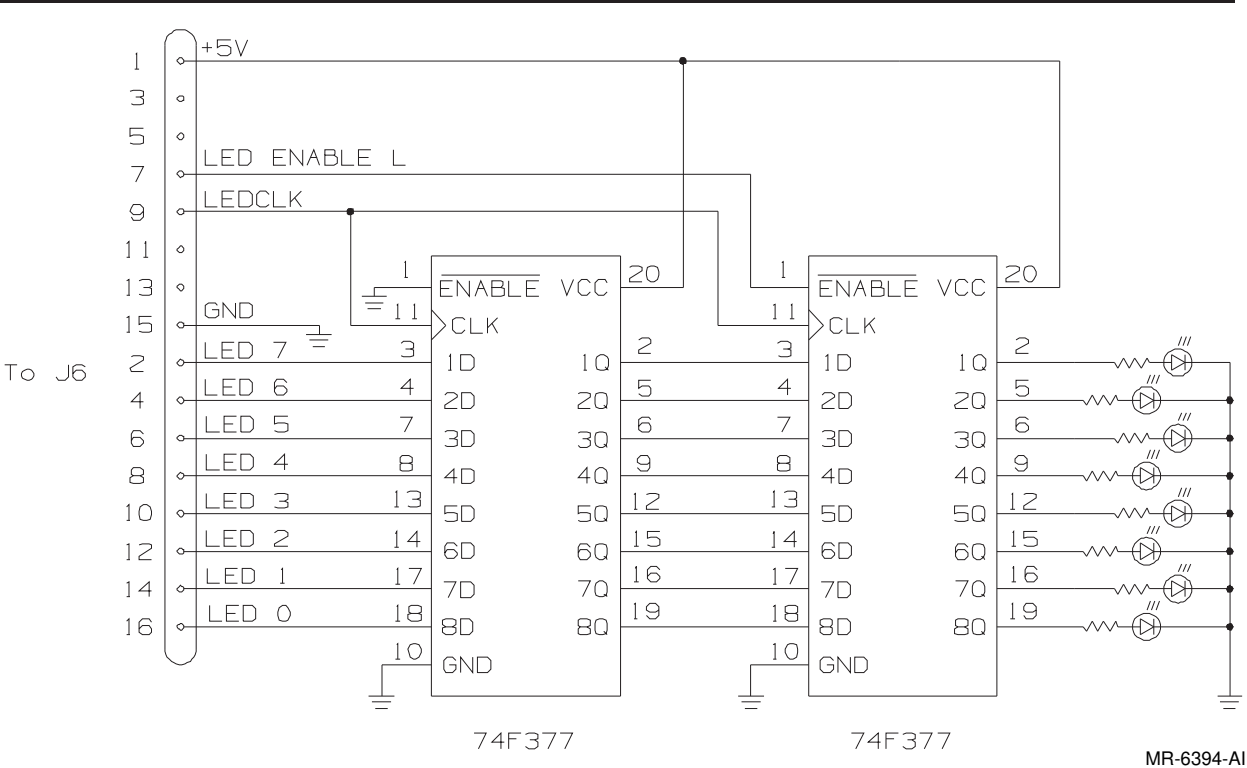 +5V
1
3
5
LED ENABLE L
7
LEDCLK
9
11
13
GND
15
To J6
LED 7
2
LED 6
4
LED 5
6
LED 4
8
LED 3
10
LED 2
12
LED 1
14
LED 0
16
1 ENABLE VCC 20
11 CLK
3 1D 1Q 2
4 2D 2Q 5
7 3D 3Q 6
8 4D 4Q 9
13 5D 5Q 12
14 6D 6Q 15
17 7D 7Q 16
18 8D 8Q 19
10 GND
74F377
1 ENABLE VCC 20
11 CLK
3 1D 1Q 2
4 2D 2Q 5
7 3D 3Q 6
8 4D 4Q 9
13 5D 5Q 12
14 6D 6Q 15
17 7D 7Q 16
18 8D 8Q 19
10 GND
74F377
MR-6394-AI